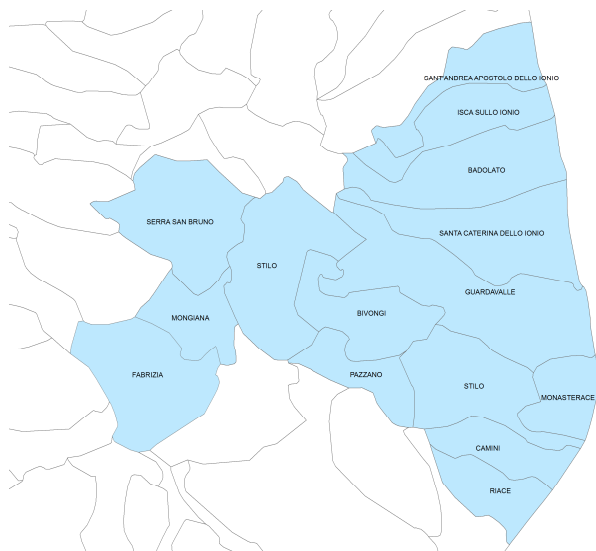 SANT'ANDREA APOSTOLO DELLO IONIO
ISCA SULLO IONIO
BADOLATO
SERRA SAN BRUNO
SANTA CATERINA DELLO IONIO
STILO
GUARDAVALLE
MONGIANA
BIVONGI
FABRIZIA
PAZZANO
STILO
MONASTERACE
CAMINI
RIACE